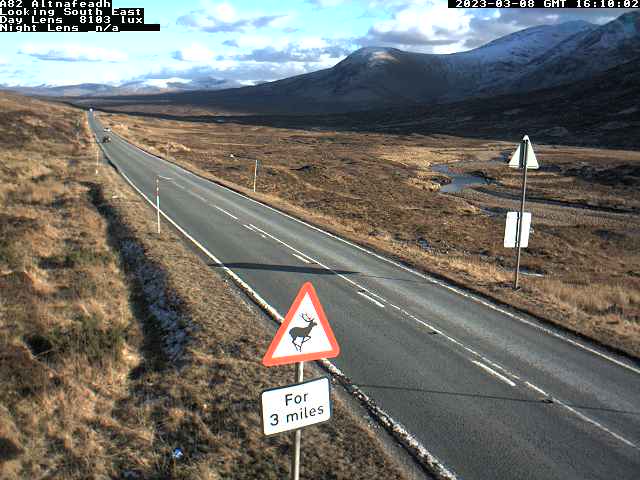 A82 Altnafeadh
Looking South East
Day Lens 8103 lux
Night Lens n/a
2023-03-08 GMT 16:10:02
For
3 miles